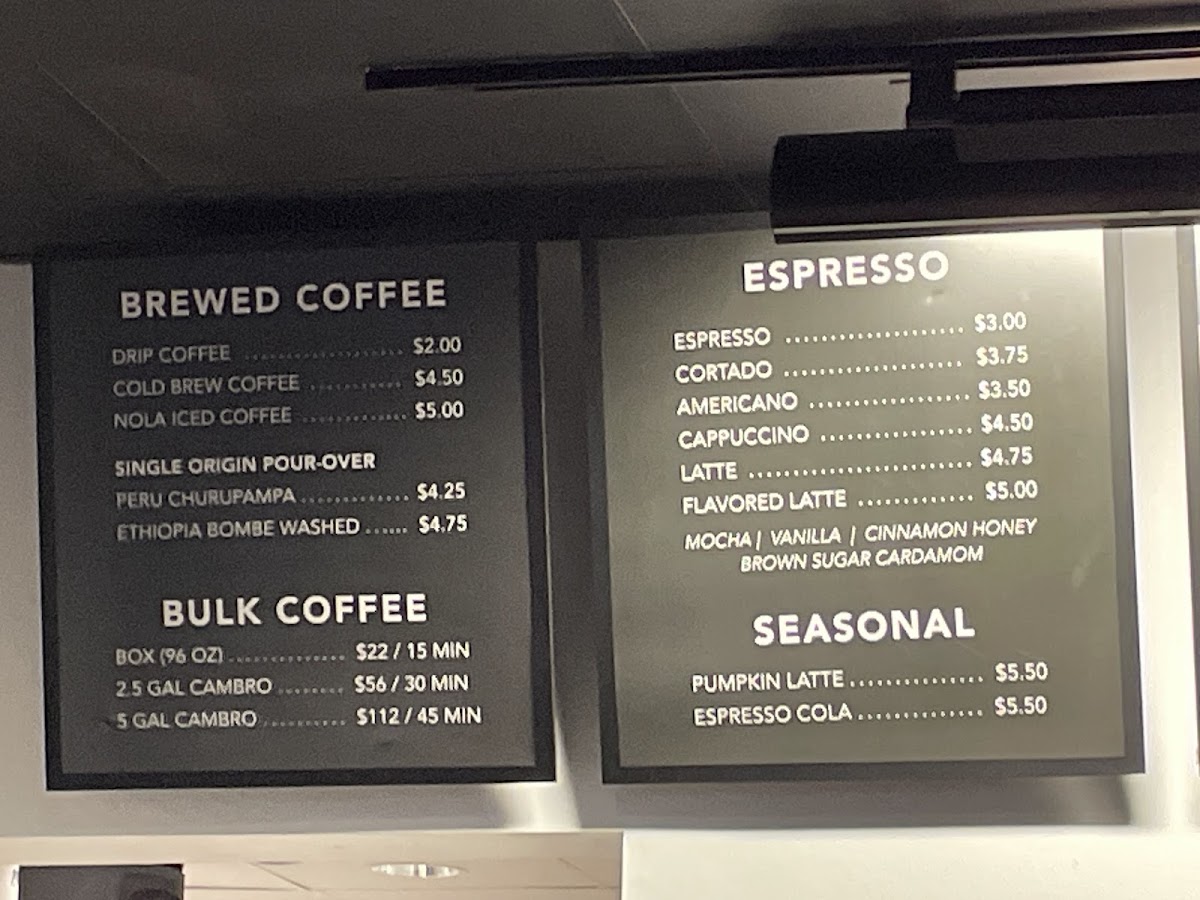 BREWED COFFEE
DRIP COFFEE ................... $2.00
COLD BREW COFFEE ........... $4.50
NOLA ICED COFFEE ............ $5.00
SINGLE ORIGIN POUR-OVER
PERU CHURUPAMPA ............. $4.25
ETHIOPIA BOMBE WASHED ...... $4.75
BULK COFFEE
BOX (96 OZ) .............. $22 / 15 MIN
2.5 GAL CAMBRO ........ $56 / 30 MIN
5 GAL CAMBRO .......... $112 / 45 MIN
ESPRESSO
ESPRESSO ..................... $3.00
CORTADO ..................... $3.75
AMERICANO ................... $3.50
CAPPUCCINO .................. $4.50
LATTE .......................... $4.75
FLAVORED LATTE ............. $5.00
MOCHA | VANILLA | CINNAMON HONEY
BROWN SUGAR CARDAMOM
SEASONAL
PUMPKIN LATTE ................ $5.50
ESPRESSO COLA ............... $5.50